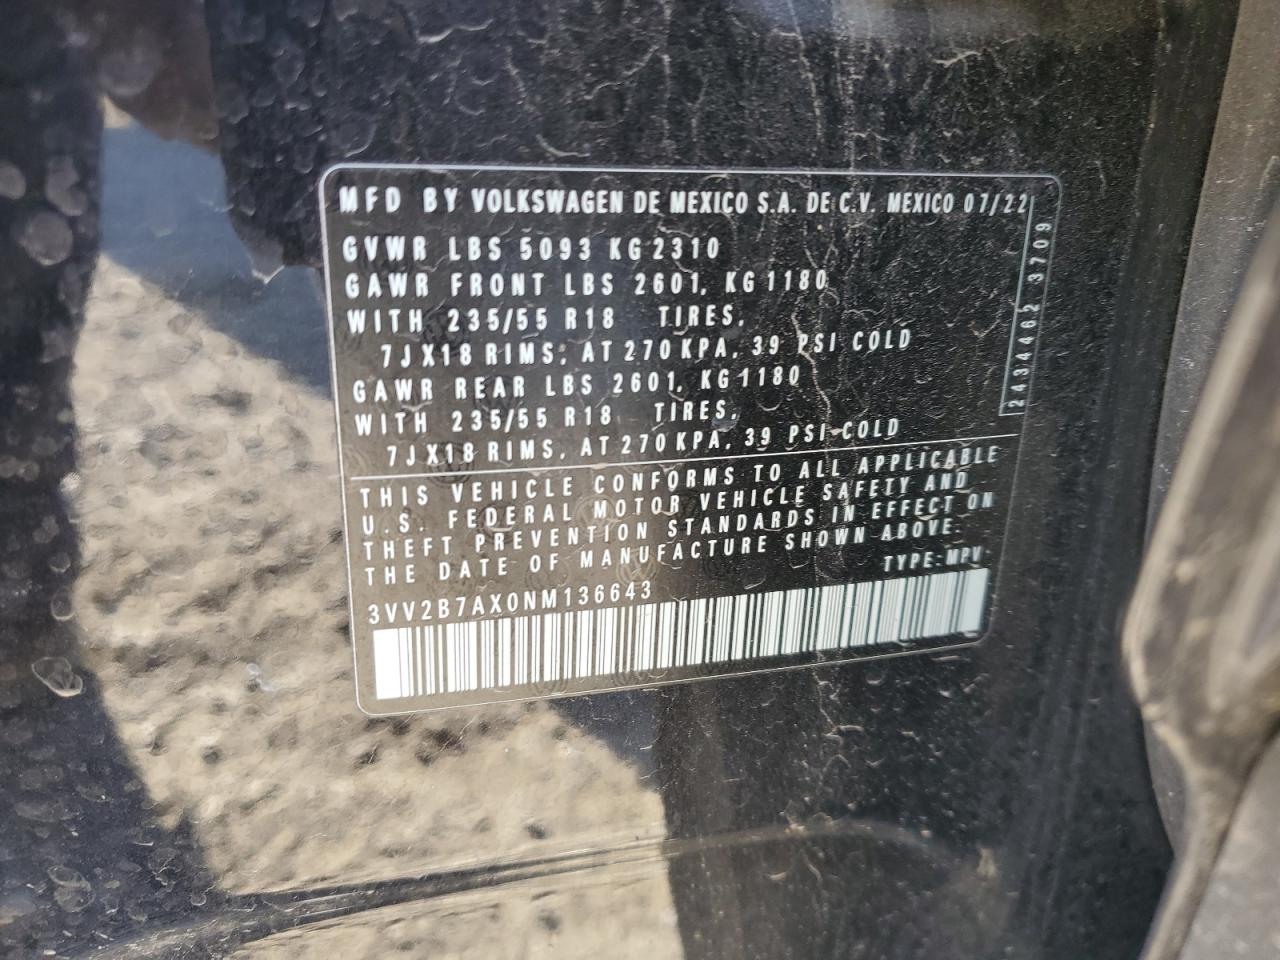 MFD BY VOLKSWAGEN DE MEXICO S.A. DE C.V. MEXICO 07/22
GVWR LBS 5093 KG 2310
GAWR FRONT LBS 2601, KG 1180
WITH 235/55 R18 TIRES,
7JX18 RIMS, AT 270 KPA, 39 PSI COLD
GAWR REAR LBS 2601, KG 1180
WITH 235/55 R18 TIRES,
7JX18 RIMS, AT 270 KPA, 39 PSI COLD
2434462 3709
THIS VEHICLE CONFORMS TO ALL APPLICABLE
U.S. FEDERAL MOTOR VEHICLE SAFETY AND
THEFT PREVENTION STANDARDS IN EFFECT ON
THE DATE OF MANUFACTURE SHOWN ABOVE.
TYPE:MPV
3VV2B7AX0NM136643